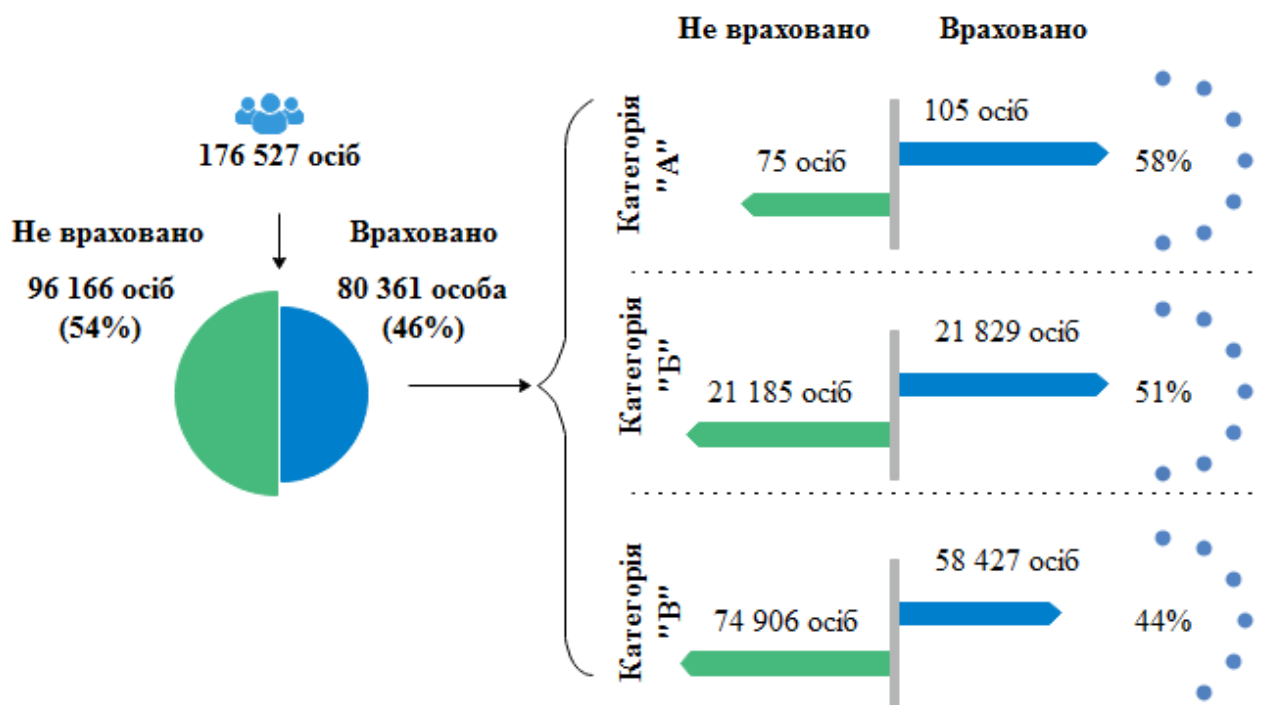 Не враховано
Враховано
176 527 осіб
Не враховано
Враховано
96 166 осіб
(54%)
80 361 особа
(46%)
Категорія
"А"
75 осіб
105 осіб
58%
Категорія
"Б"
21 185 осіб
21 829 осіб
51%
Категорія
"В"
74 906 осіб
58 427 осіб
44%